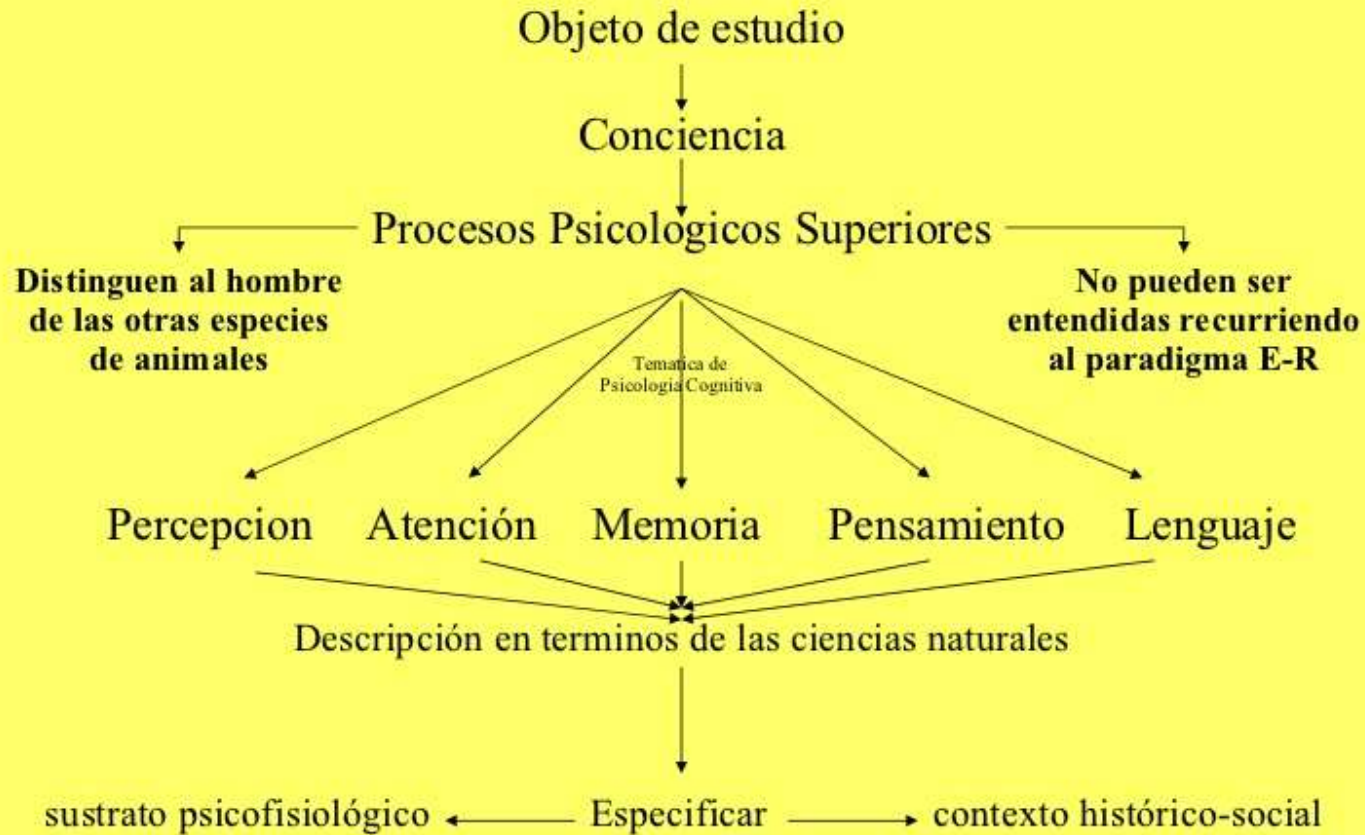 Objeto de estudio
Conciencia
Procesos Psicologicos Superiores
Distinguen al hombre
de las otras especies
de animales
No pueden ser
entendidas recurriendo
al paradigma E-R
Tematica de
Psicologia Cognitiva
Percepcion Atención Memoria Pensamiento Lenguaje
Descripción en terminos de las ciencias naturales
sustrato psicofisiológico Especificar contexto histórico-social